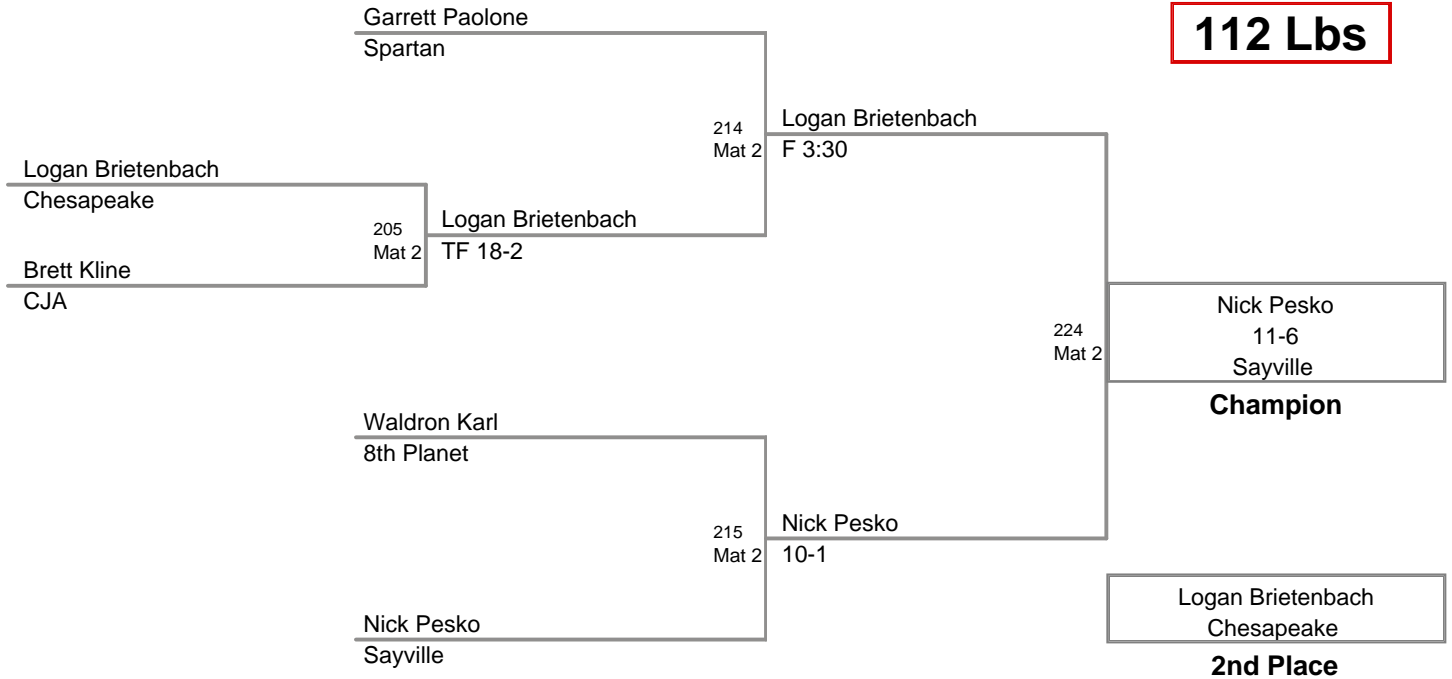 Garrett Paolone
Spartan
112 Lbs
214
Mat 2
Logan Brietenbach
F 3:30
Logan Brietenbach
Chesapeake
205
Mat 2
Logan Brietenbach
TF 18-2
Brett Kline
CJA
224
Mat 2
Nick Pesko
11-6
Sayville
Champion
Waldron Karl
8th Planet
215
Mat 2
Nick Pesko
10-1
Nick Pesko
Sayville
Logan Brietenbach
Chesapeake
2nd Place